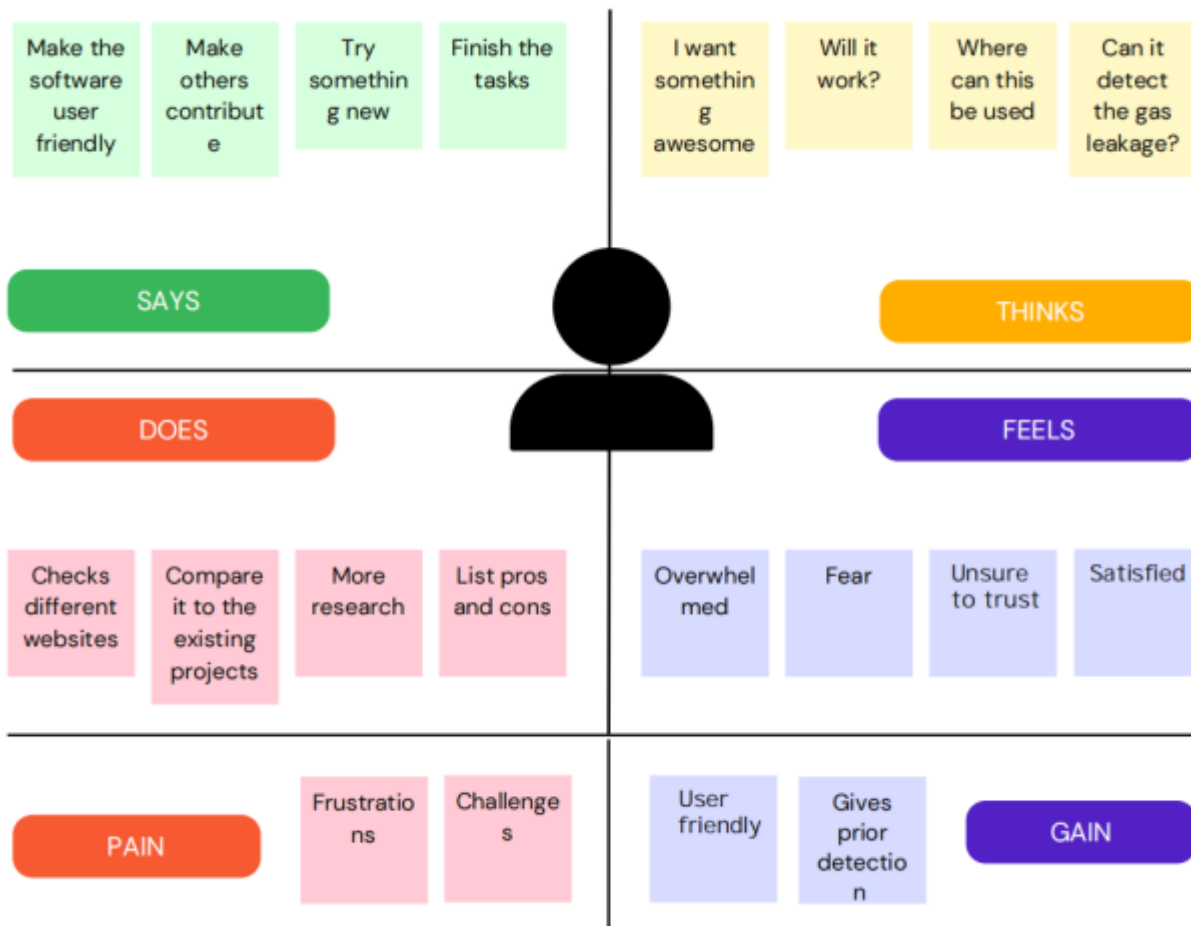 Make the
software
user
friendly
Make
others
contribut
e
Try
somethin
g new
Finish the
tasks
I want
somethin
g
awesome
Will it
work?
Where
can this
be used
Can it
detect
the gas
leakage?
SAYS
THINKS
DOES
FEELS
Checks
different
websites
Compare
it to the
existing
projects
More
research
List pros
and cons
Overwhel
med
Fear
Unsure
to trust
Satisfied
PAIN
Frustratio
ns
Challenge
s
User
friendly
Gives
prior
detectio
n
GAIN